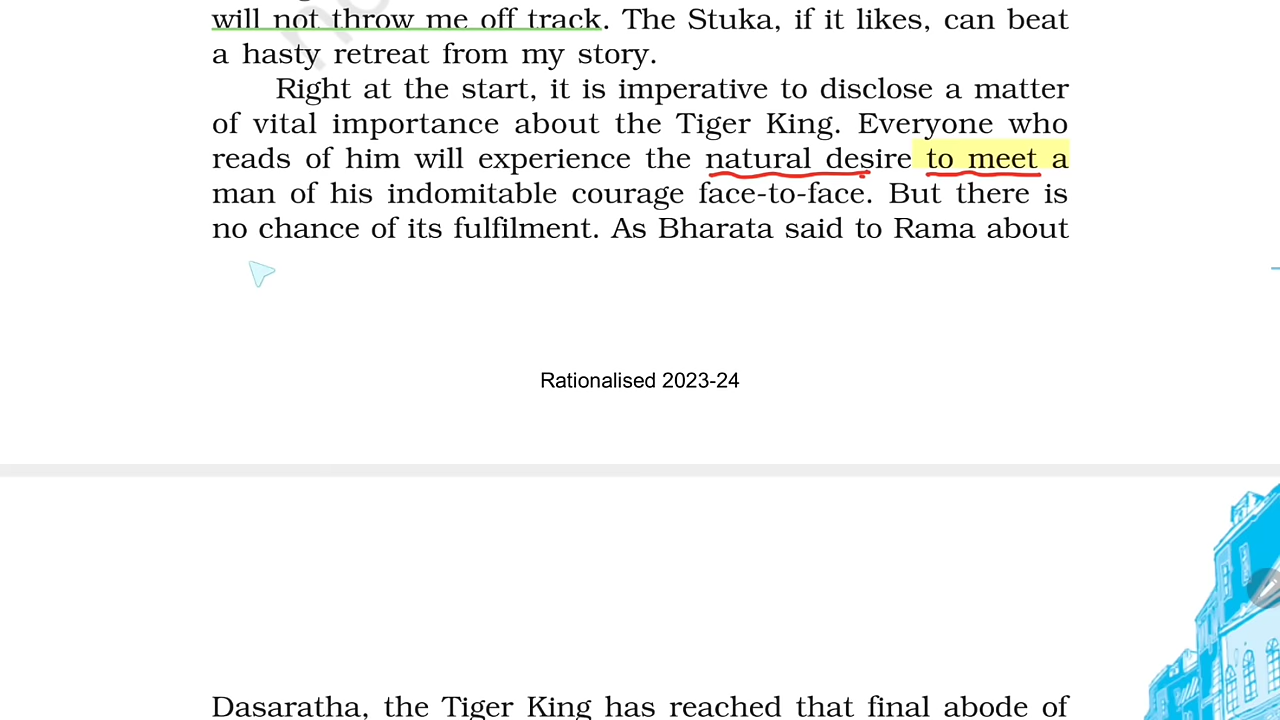 will not throw me off track. The Stuka, if it likes, can beat
a hasty retreat from my story.
Right at the start, it is imperative to disclose a matter
of vital importance about the Tiger King. Everyone who
reads of him will experience the natural desire to meet a
man of his indomitable courage face-to-face. But there is
no chance of its fulfilment. As Bharata said to Rama about
Rationalised 2023-24
Dasaratha, the Tiger King has reached that final abode of